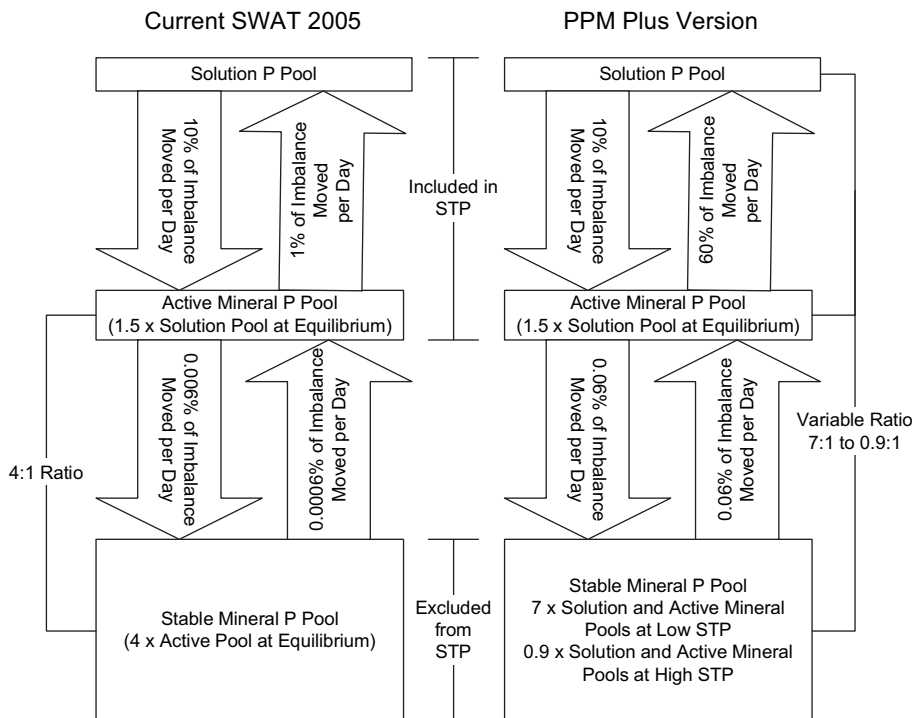 Current SWAT 2005
PPM Plus Version
Solution P Pool
Solution P Pool
10% of Imbalance
Moved per Day
1% of Imbalance
Moved
per Day
Included in
STP
10% of Imbalance
Moved per Day
60% of Imbalance
Moved
per Day
Active Mineral P Pool
(1.5 x Solution Pool at Equilibrium)
Active Mineral P Pool
(1.5 x Solution Pool at Equilibrium)
4:1 Ratio
0.006% of Imbalance
Moved per Day
0.0006% of Imbalance
Moved per Day
0.06% of Imbalance
Moved per Day
0.06% of Imbalance
Moved per Day
Variable Ratio
7:1 to 0.9:1
Stable Mineral P Pool
(4 x Active Pool at Equilibrium)
Excluded
from
STP
Stable Mineral P Pool
7 x Solution and Active Mineral
Pools at Low STP
0.9 x Solution and Active Mineral
Pools at High STP